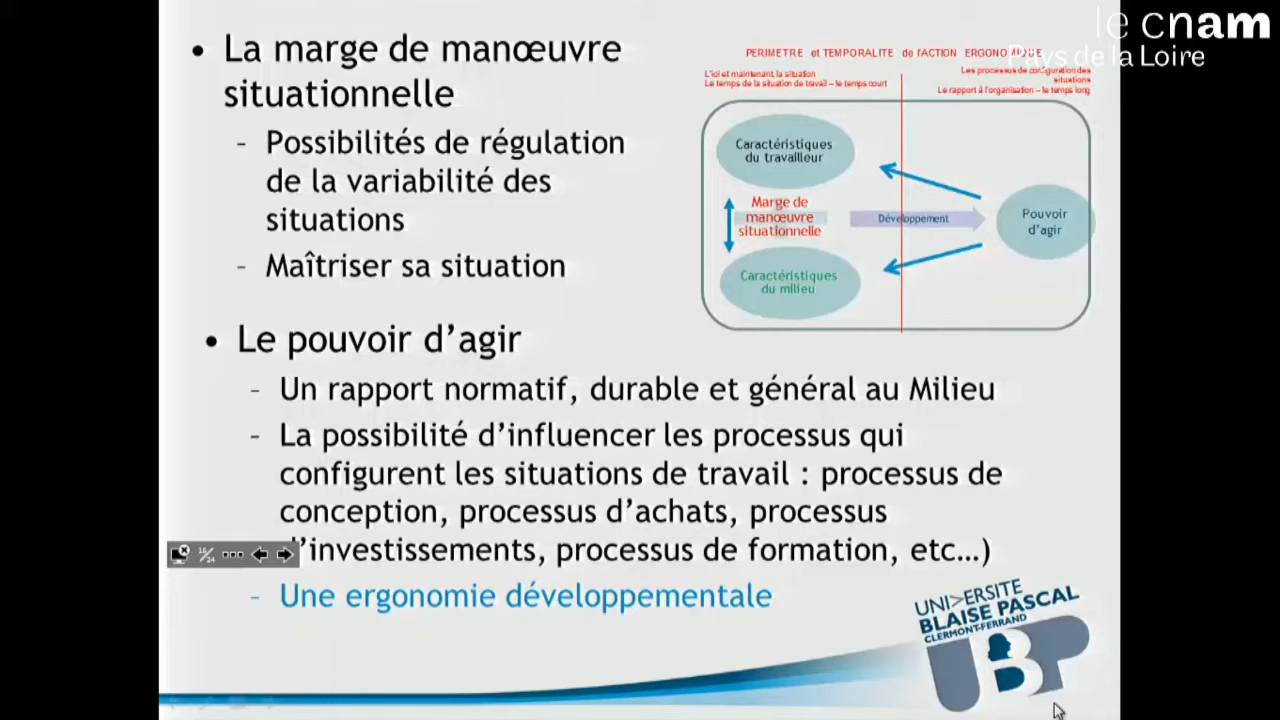 le cnam
Pays de la Loire
• La marge de manœuvre
situationnelle
- Possibilités de régulation
de la variabilité des
situations
- Maîtriser sa situation
PERIMETRE et TEMPORALITE de l'ACTION
L'ici et maintenant, la situation
Le temps de la situation de travail – le temps court
Les processus de configuration des
situations
Le rapport à l'organisation – le temps long
Caractéristiques
du travailleur
Marge de
manœuvre
situationnelle
Développement
Pouvoir
d'agir
Caractéristiques
du milieu
• Le pouvoir d'agir
- Un rapport normatif, durable et général au Milieu
- La possibilité d'influencer les processus qui
configurent les situations de travail : processus de
conception, processus d'achats, processus
d'investissements, processus de formation, etc…)
- Une ergonomie développementale
UNI>ERSITE
BLAISE PASCAL
CLERMONT-FERRAND
UBP